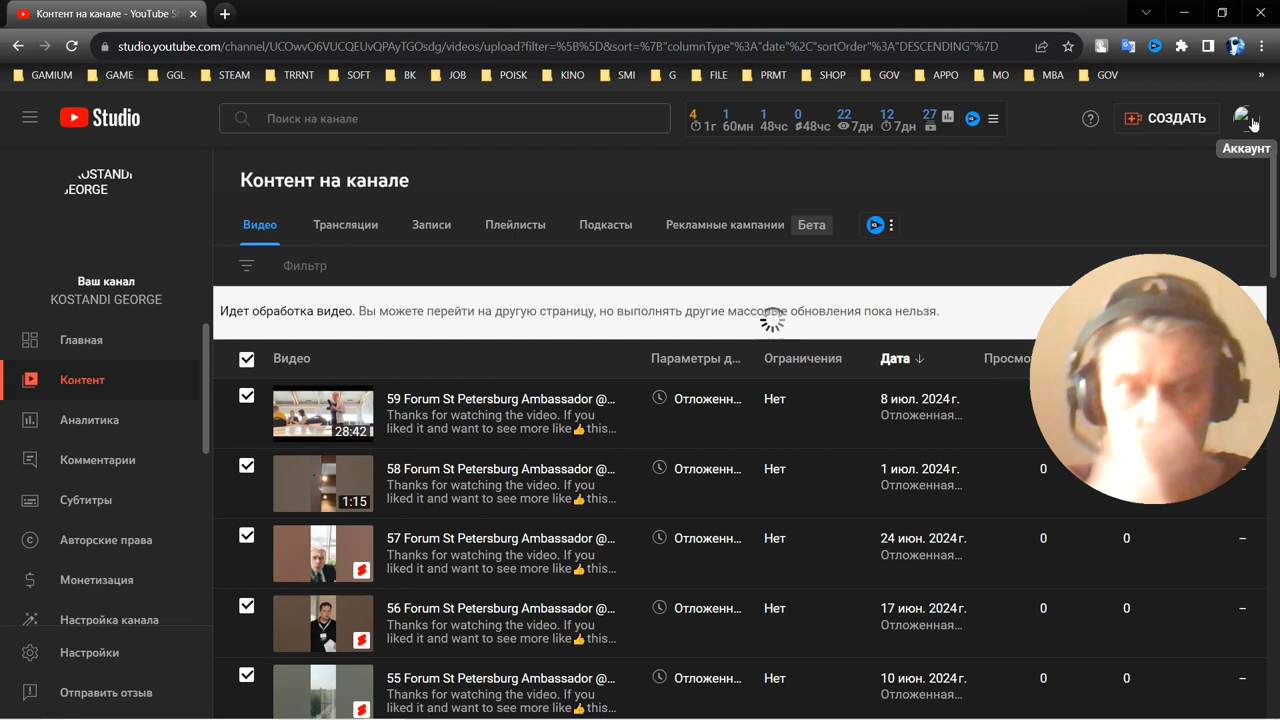 Контент на канале - YouTube S
studio.youtube.com/channel/UCOwvO6VUCQEUvQPAyTGOsdg/videos/upload?filter=%5B%5D&sort=%7B"columnType"%3A"date"%2C"sortOrder"%3A"DESCENDING"%7D
GAMIUM GAME GGL STEAM TRRNT SOFT BK JOB POISK KINO SMI G FILE PRMT SHOP GOV APPO MO MBA GOV »
Studio
Поиск на канале
4 1 1 0 22 12 27
1г 60мн 48чс 48чс 7дн 7дн
СОЗДАТЬ
Аккаунт
KOSTANDI
GEORGE
Контент на канале
Видео Трансляции Записи Плейлисты Подкасты Рекламные кампании Бета
Фильтр
Ваш канал
KOSTANDI GEORGE
Идет обработка видео. Вы можете перейти на другую страницу, но выполнять другие массовые обновления пока нельзя.
Главная
Контент
Аналитика
Комментарии
Субтитры
Авторские права
Монетизация
Настройка канала
Настройки
Отправить отзыв
Видео Параметры д... Ограничения Дата Просмо
59 Forum St Petersburg Ambassador @... Отложенн... Нет 8 июл. 2024 г.
Thanks for watching the video. If you Отложенная...
liked it and want to see more like👍this...
28:42
58 Forum St Petersburg Ambassador @... Отложенн... Нет 1 июл. 2024 г. 0 –
Thanks for watching the video. If you Отложенная...
liked it and want to see more like👍this...
1:15
57 Forum St Petersburg Ambassador @... Отложенн... Нет 24 июн. 2024 г. 0 0 –
Thanks for watching the video. If you Отложенная...
liked it and want to see more like👍this...
56 Forum St Petersburg Ambassador @... Отложенн... Нет 17 июн. 2024 г. 0 0 –
Thanks for watching the video. If you Отложенная...
liked it and want to see more like👍this...
55 Forum St Petersburg Ambassador @... Отложенн... Нет 10 июн. 2024 г. 0 0 –
Thanks for watching the video. If you Отложенная...
liked it and want to see more like👍this...